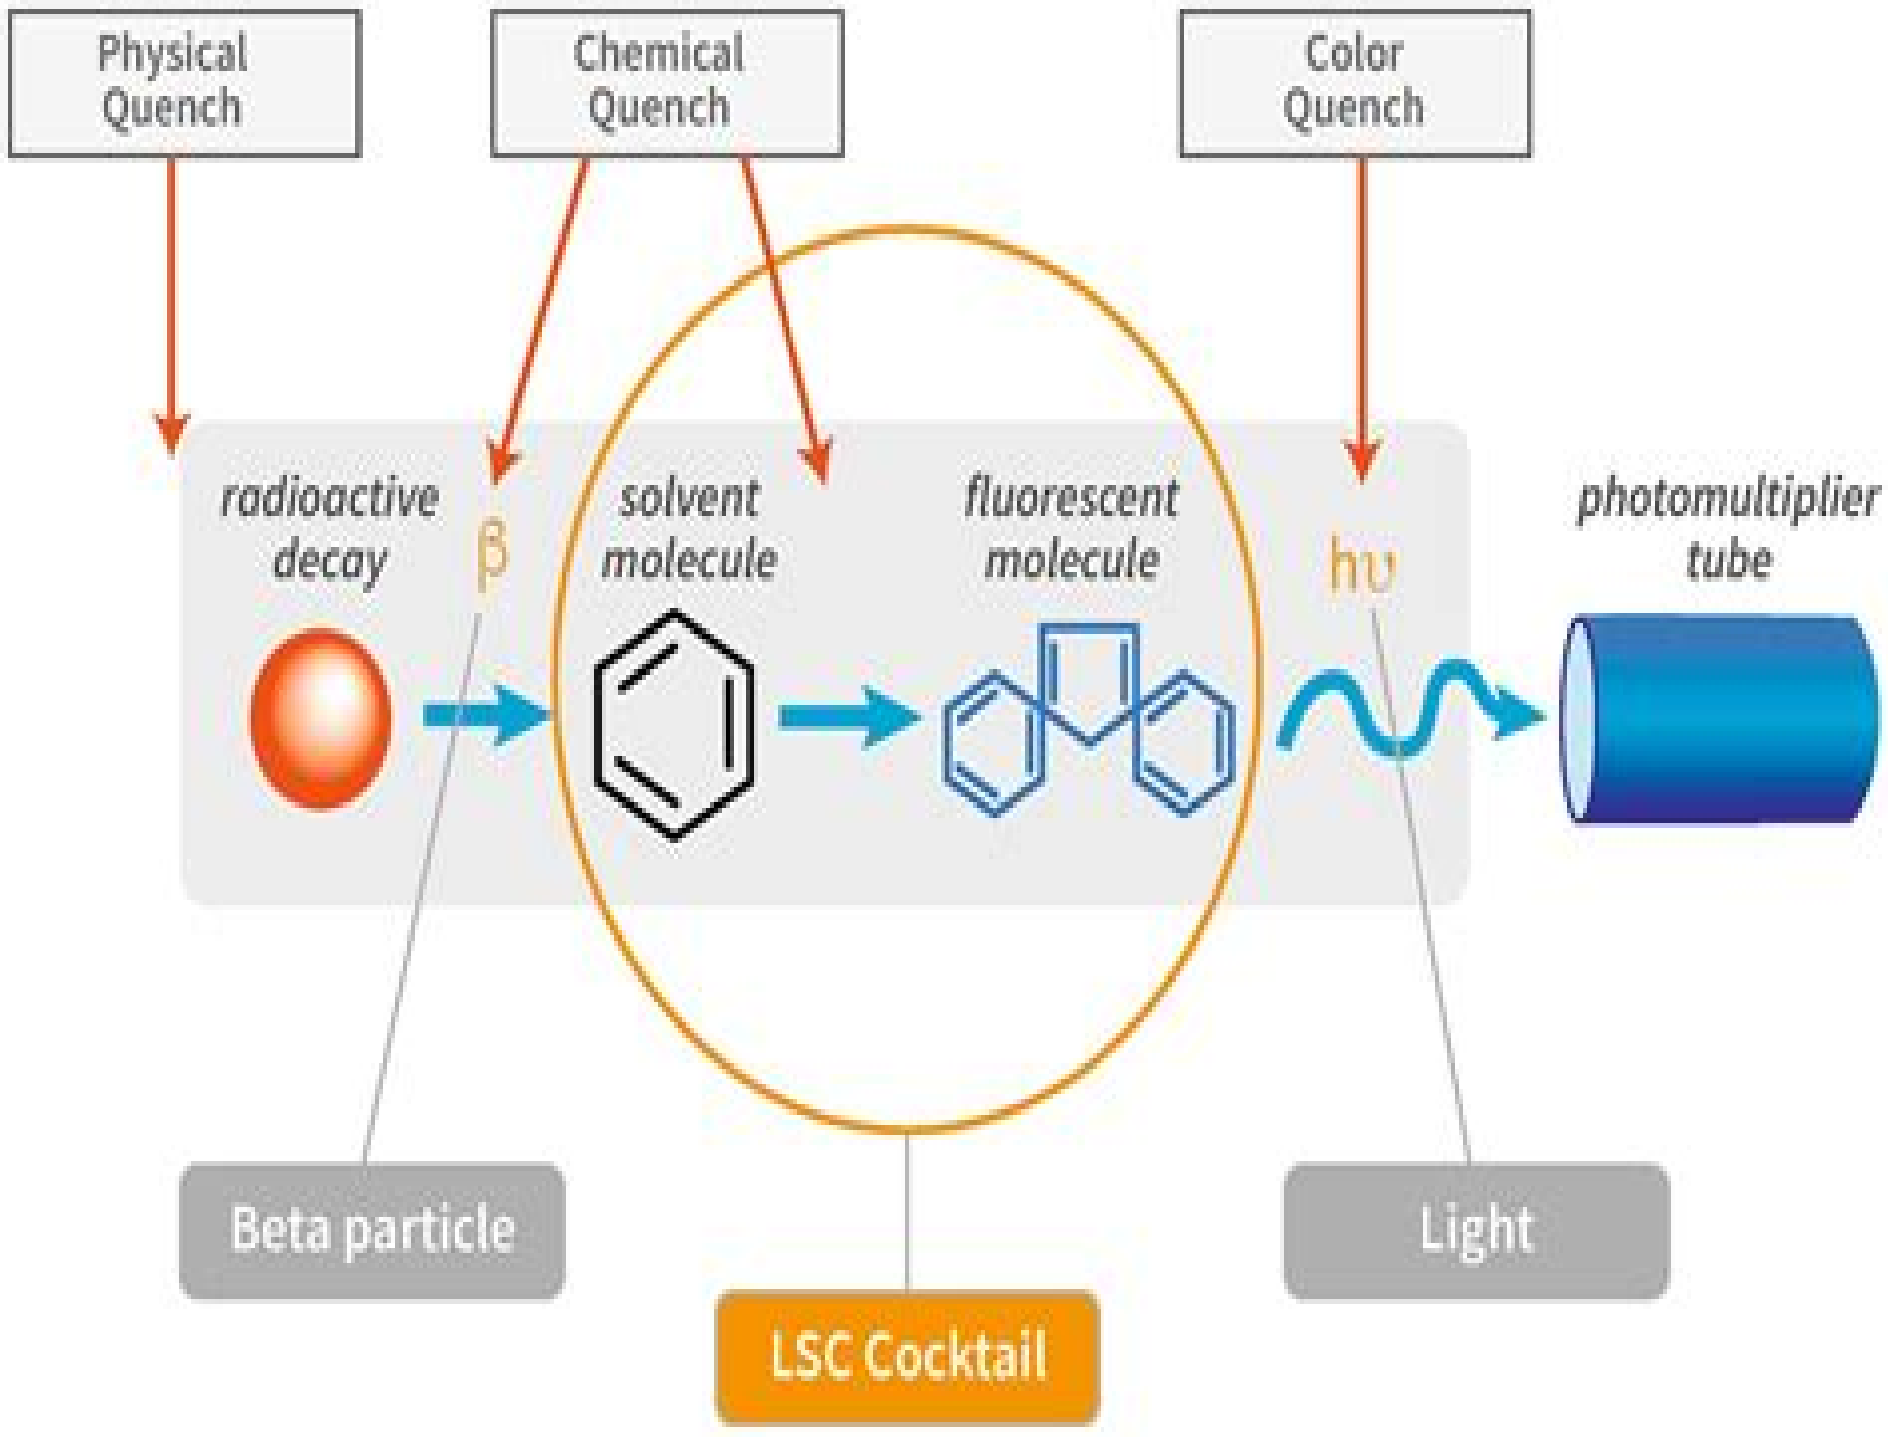 Physical
Quench
Chemical
Quench
Color
Quench
radioactive
decay
β
solvent
molecule
fluorescent
molecule
hυ
photomultiplier
tube
Beta particle
LSC Cocktail
Light